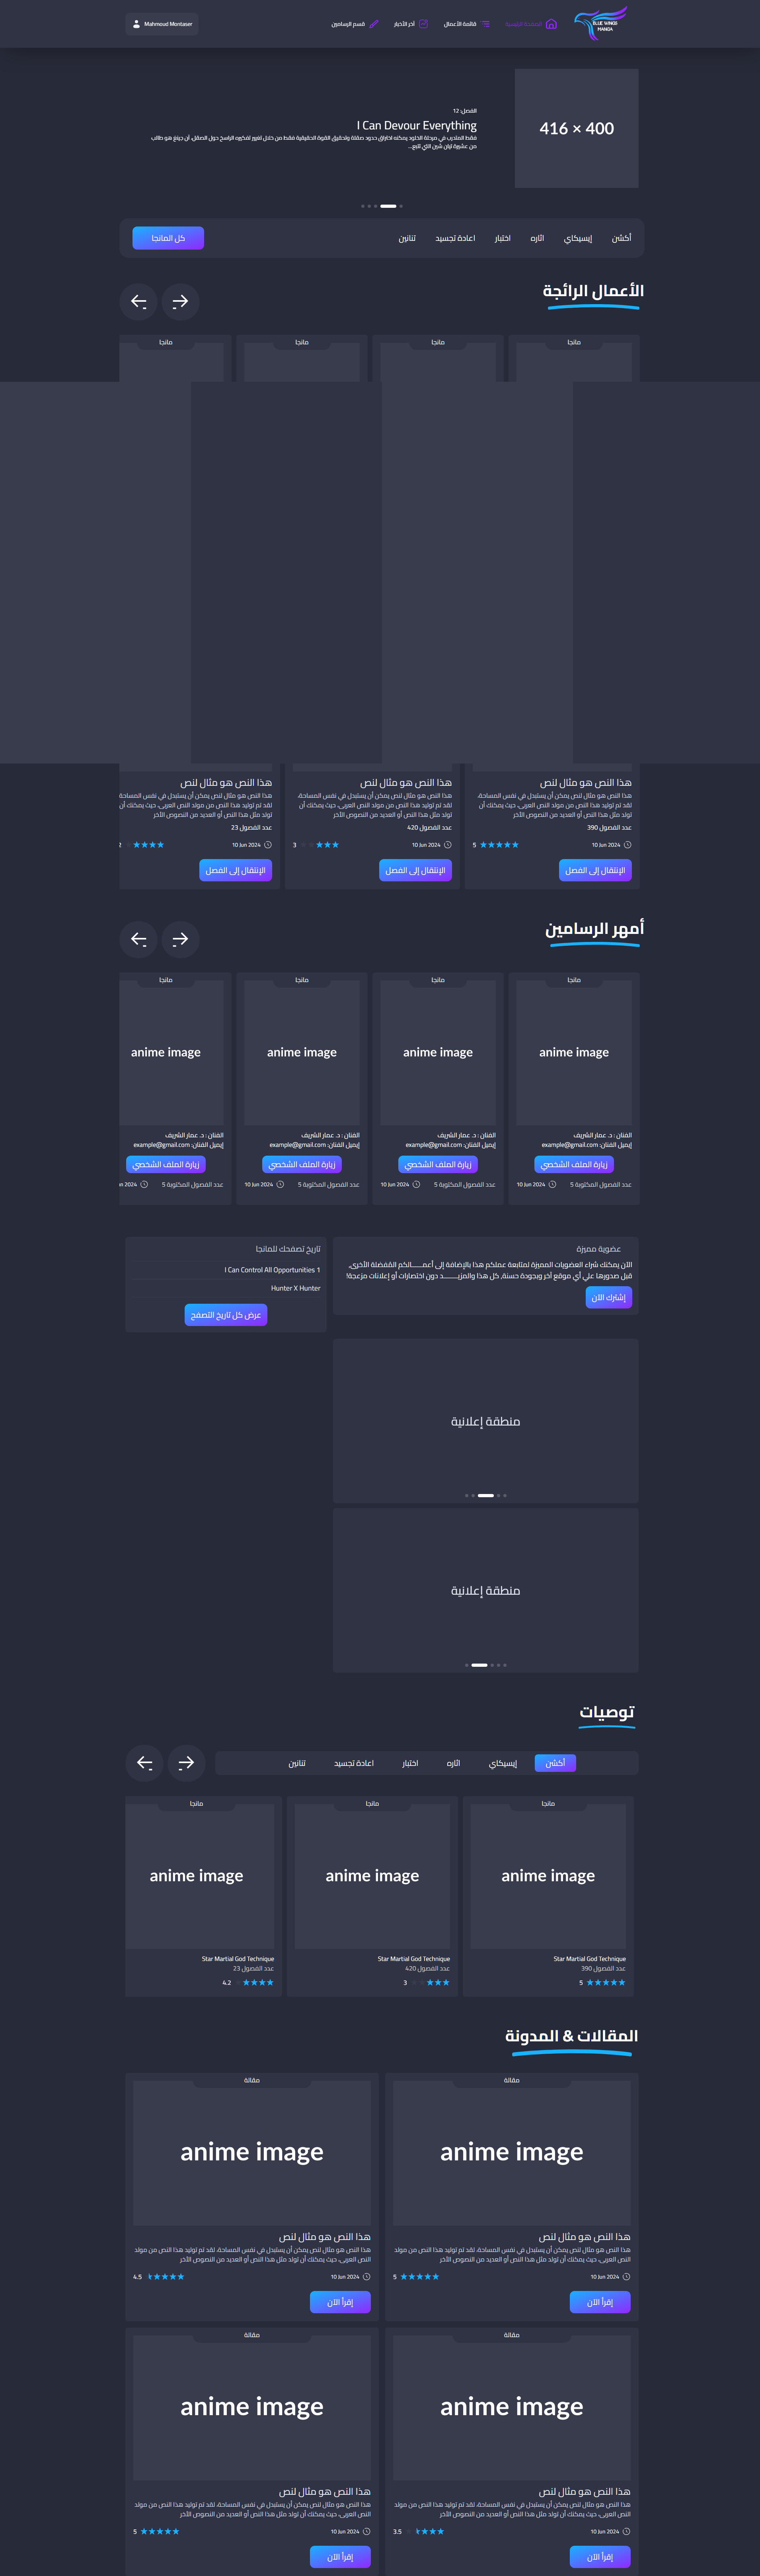 BLUE WINGS
MANGA
الصفحة الرئيسية
قائمة الأعمال
آخر الأخبار
قسم الرسامين
Mahmoud Montaser
416 × 400
الفصل: 12
I Can Devour Everything
فقط المتدرب في مرحلة الخلود يمكنه اختراق حدود صقله وتحقيق القوة الحقيقية فقط من خلال تغيير تفكيره الراسخ حول الصقل. أن جينغ هو طالب
من عشيرة تيان شين التي تتبع...
أكشن
إيسيكاي
اثاره
اختبار
اعادة تجسيد
تنانين
كل المانجا
الأعمال الرائجة
مانجا
مانجا
مانجا
مانجا
هذا النص هو مثال لنص
هذا النص هو مثال لنص يمكن أن يستبدل في نفس المساحة،
لقد تم توليد هذا النص من مولد النص العربى، حيث يمكنك أن
تولد مثل هذا النص أو العديد من النصوص الأخر
عدد الفصول 390
10 Jun 2024
5
الإنتقال إلى الفصل
هذا النص هو مثال لنص
هذا النص هو مثال لنص يمكن أن يستبدل في نفس المساحة،
لقد تم توليد هذا النص من مولد النص العربى، حيث يمكنك أن
تولد مثل هذا النص أو العديد من النصوص الأخر
عدد الفصول 420
10 Jun 2024
3
الإنتقال إلى الفصل
هذا النص هو مثال لنص
هذا النص هو مثال لنص يمكن أن يستبدل في نفس المساحة،
لقد تم توليد هذا النص من مولد النص العربى، حيث يمكنك أن
تولد مثل هذا النص أو العديد من النصوص الأخر
عدد الفصول 23
10 Jun 2024
2
الإنتقال إلى الفصل
أمهر الرسامين
مانجا
anime image
الفنان : د. عمار الشريف
إيميل الفنان: example@gmail.com
زيارة الملف الشخصي
عدد الفصول المكتوبة 5
10 Jun 2024
مانجا
anime image
الفنان : د. عمار الشريف
إيميل الفنان: example@gmail.com
زيارة الملف الشخصي
عدد الفصول المكتوبة 5
10 Jun 2024
مانجا
anime image
الفنان : د. عمار الشريف
إيميل الفنان: example@gmail.com
زيارة الملف الشخصي
عدد الفصول المكتوبة 5
10 Jun 2024
مانجا
anime image
الفنان : د. عمار الشريف
إيميل الفنان: example@gmail.com
زيارة الملف الشخصي
عدد الفصول المكتوبة 5
2024
عضوية مميزة
الآن يمكنك شراء العضويات المميزة لمتابعة عملكم هذا بالإضافة إلى أعمـــــالكم المُفضلة الأخرى،
قبل صدورها علي أي موقع آخر وبجودة حسنة، كل هذا والمزيـــــــد دون اختصارات أو إعلانات مزعجة!
إشترك الآن
تاريخ تصفحك للمانجا
I Can Control All Opportunities 1
Hunter X Hunter
عرض كل تاريخ التصفح
منطقة إعلانية
منطقة إعلانية
توصيات
أكشن
إيسيكاي
اثاره
اختبار
اعادة تجسيد
تنانين
مانجا
anime image
Star Martial God Technique
عدد الفصول 390
5
مانجا
anime image
Star Martial God Technique
عدد الفصول 420
3
مانجا
anime image
Star Martial God Technique
عدد الفصول 23
4.2
المقالات & المدونة
مقالة
anime image
هذا النص هو مثال لنص
هذا النص هو مثال لنص يمكن أن يستبدل في نفس المساحة، لقد تم توليد هذا النص من مولد
النص العربى، حيث يمكنك أن تولد مثل هذا النص أو العديد من النصوص الأخر
10 Jun 2024
5
إقرأ الآن
مقالة
anime image
هذا النص هو مثال لنص
هذا النص هو مثال لنص يمكن أن يستبدل في نفس المساحة، لقد تم توليد هذا النص من مولد
النص العربى، حيث يمكنك أن تولد مثل هذا النص أو العديد من النصوص الأخر
10 Jun 2024
4.5
إقرأ الآن
مقالة
anime image
هذا النص هو مثال لنص
هذا النص هو مثال لنص يمكن أن يستبدل في نفس المساحة، لقد تم توليد هذا النص من مولد
النص العربى، حيث يمكنك أن تولد مثل هذا النص أو العديد من النصوص الأخر
10 Jun 2024
3.5
إقرأ الآن
مقالة
anime image
هذا النص هو مثال لنص
هذا النص هو مثال لنص يمكن أن يستبدل في نفس المساحة، لقد تم توليد هذا النص من مولد
النص العربى، حيث يمكنك أن تولد مثل هذا النص أو العديد من النصوص الأخر
10 Jun 2024
5
إقرأ الآن